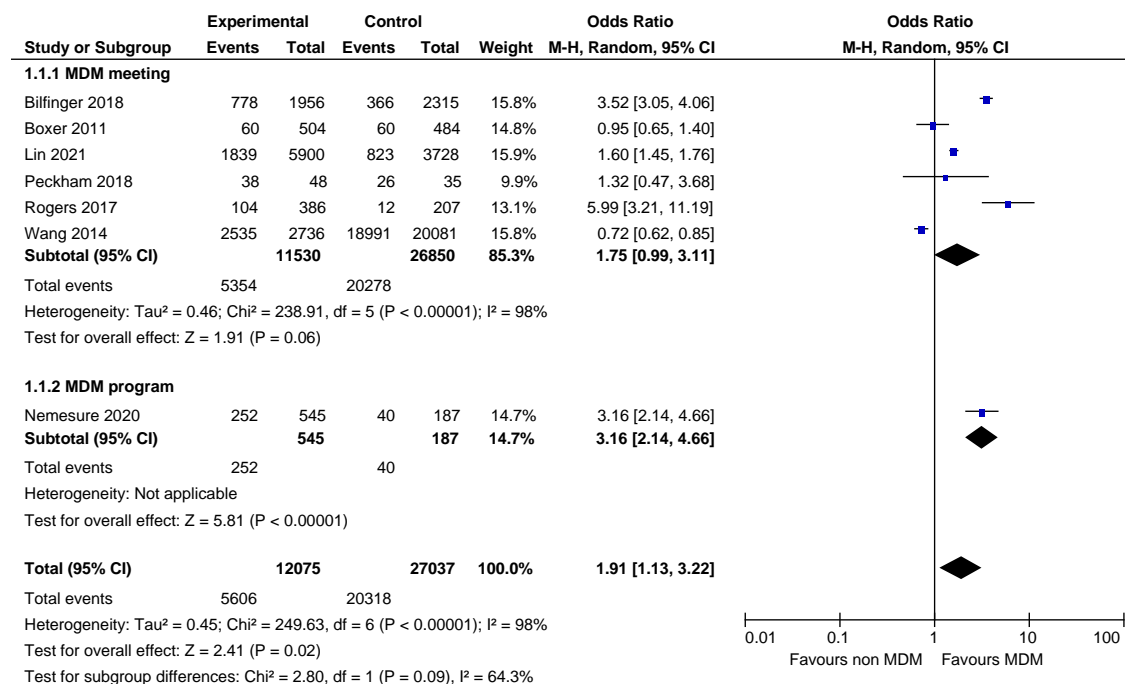 Experimental Control Odds Ratio Odds Ratio
Study or Subgroup Events Total Events Total Weight M-H, Random, 95% CI M-H, Random, 95% CI
1.1.1 MDM meeting
Bilfinger 2018 778 1956 366 2315 15.8% 3.52 [3.05, 4.06]
Boxer 2011 60 504 60 484 14.8% 0.95 [0.65, 1.40]
Lin 2021 1839 5900 823 3728 15.9% 1.60 [1.45, 1.76]
Peckham 2018 38 48 26 35 9.9% 1.32 [0.47, 3.68]
Rogers 2017 104 386 12 207 13.1% 5.99 [3.21, 11.19]
Wang 2014 2535 2736 18991 20081 15.8% 0.72 [0.62, 0.85]
Subtotal (95% CI) 11530 26850 85.3% 1.75 [0.99, 3.11]
Total events 5354 20278
Heterogeneity: Tau² = 0.46; Chi² = 238.91, df = 5 (P < 0.00001); I² = 98%
Test for overall effect: Z = 1.91 (P = 0.06)
1.1.2 MDM program
Nemesure 2020 252 545 40 187 14.7% 3.16 [2.14, 4.66]
Subtotal (95% CI) 545 187 14.7% 3.16 [2.14, 4.66]
Total events 252 40
Heterogeneity: Not applicable
Test for overall effect: Z = 5.81 (P < 0.00001)
Total (95% CI) 12075 27037 100.0% 1.91 [1.13, 3.22]
Total events 5606 20318
Heterogeneity: Tau² = 0.45; Chi² = 249.63, df = 6 (P < 0.00001); I² = 98%
Test for overall effect: Z = 2.41 (P = 0.02)
Test for subgroup differences: Chi² = 2.80, df = 1 (P = 0.09), I² = 64.3%
0.01 0.1 1 10 100
Favours non MDM Favours MDM